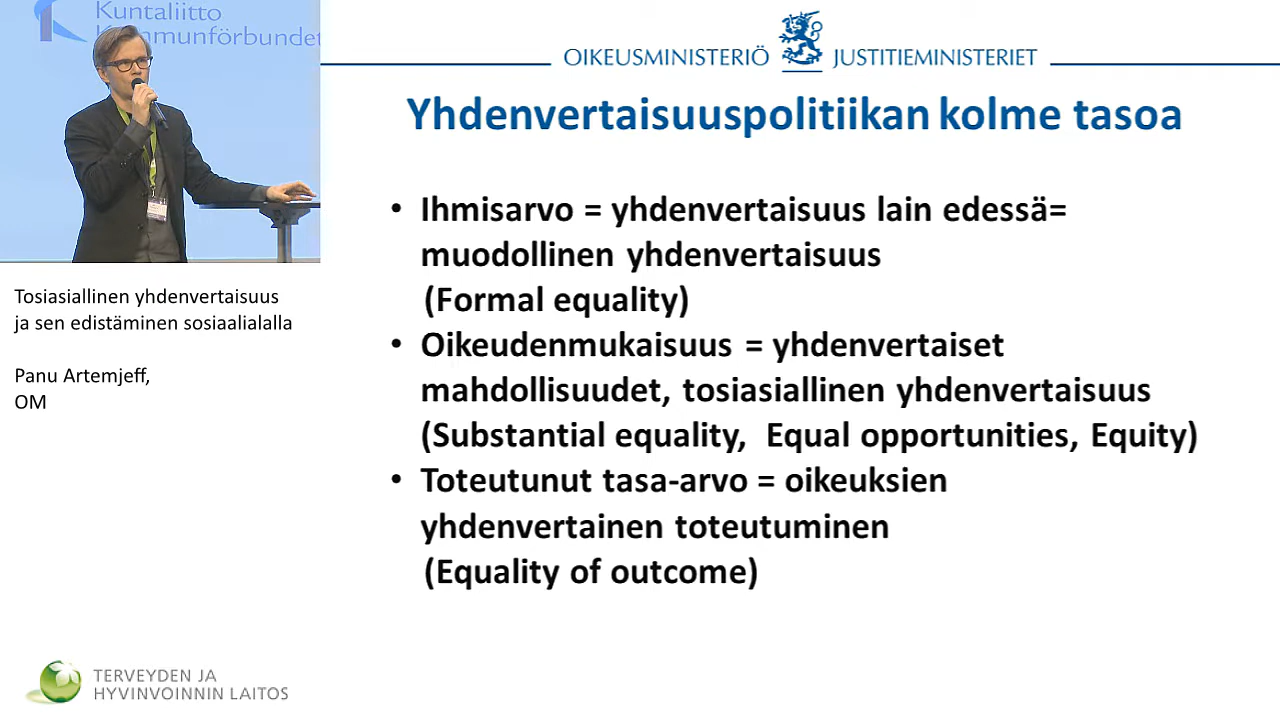 Kuntaliitto
Kommunförbundet
OIKEUSMINISTERIÖ JUSTITIEMINISTERIET
Yhdenvertaisuuspolitiikan kolme tasoa
• Ihmisarvo = yhdenvertaisuus lain edessä=
muodollinen yhdenvertaisuus
(Formal equality)
• Oikeudenmukaisuus = yhdenvertaiset
mahdollisuudet, tosiasiallinen yhdenvertaisuus
(Substantial equality, Equal opportunities, Equity)
• Toteutunut tasa-arvo = oikeuksien
yhdenvertainen toteutuminen
(Equality of outcome)
Tosiasiallinen yhdenvertaisuus
ja sen edistäminen sosiaalialalla
Panu Artemjeff,
OM
TERVEYDEN JA
HYVINVOINNIN LAITOS